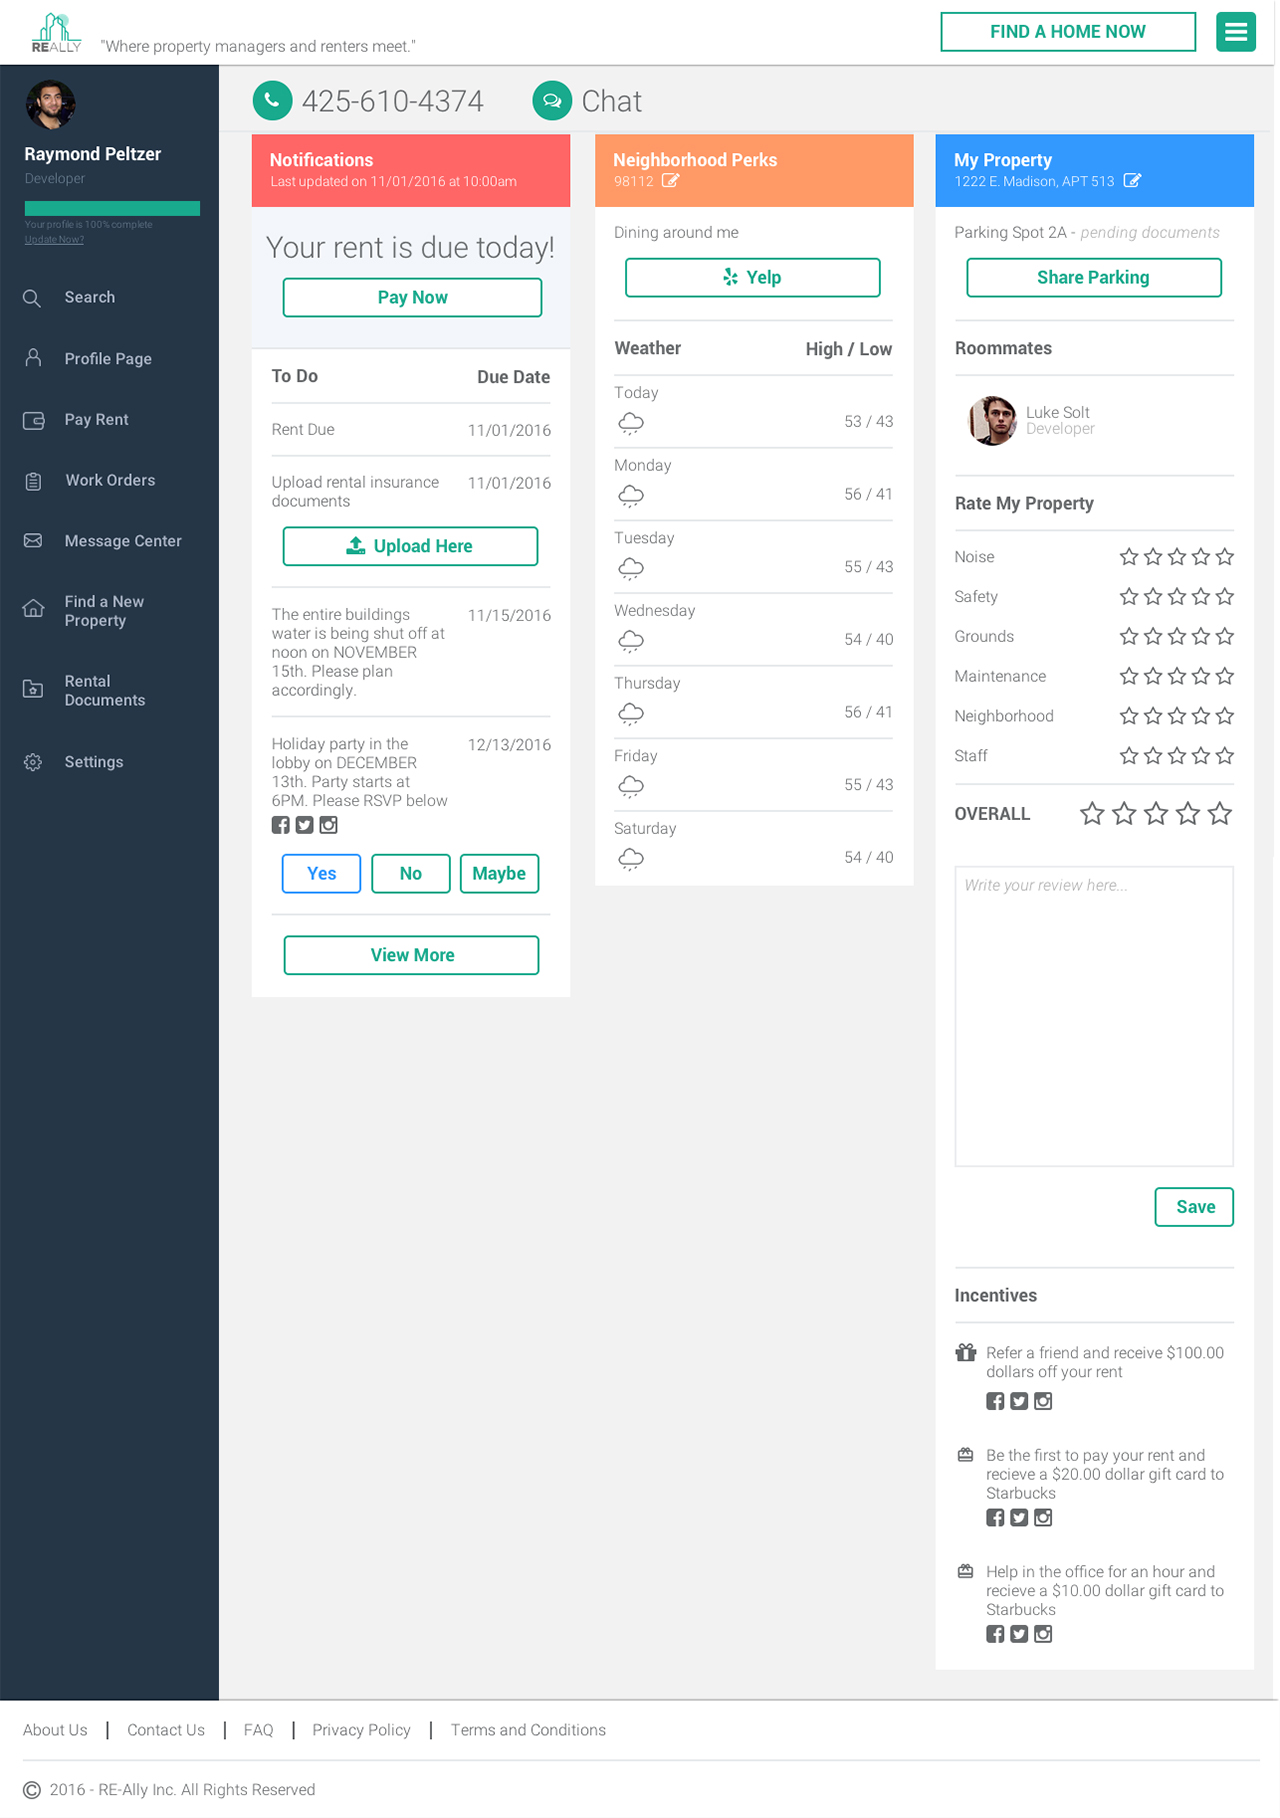 REALLY
"Where property managers and renters meet."
FIND A HOME NOW
Raymond Peltzer
Developer
Your profile is 100% complete
Update Now?
Search
Profile Page
Pay Rent
Work Orders
Message Center
Find a New
Property
Rental
Documents
Settings
425-610-4374
Chat
Notifications
Last updated on 11/01/2016 at 10:00am
Your rent is due today!
Pay Now
To Do Due Date
Rent Due 11/01/2016
Upload rental insurance 11/01/2016
documents
Upload Here
The entire buildings 11/15/2016
water is being shut off at
noon on NOVEMBER
15th. Please plan
accordingly.
Holiday party in the 12/13/2016
lobby on DECEMBER
13th. Party starts at
6PM. Please RSVP below
Yes No Maybe
View More
Neighborhood Perks
98112
Dining around me
Yelp
Weather High / Low
Today
53 / 43
Monday
56 / 41
Tuesday
55 / 43
Wednesday
54 / 40
Thursday
56 / 41
Friday
55 / 43
Saturday
54 / 40
My Property
1222 E. Madison, APT 513
Parking Spot 2A - pending documents
Share Parking
Roommates
Luke Solt
Developer
Rate My Property
Noise
Safety
Grounds
Maintenance
Neighborhood
Staff
OVERALL
Write your review here...
Save
Incentives
Refer a friend and receive $100.00
dollars off your rent
Be the first to pay your rent and
recieve a $20.00 dollar gift card to
Starbucks
Help in the office for an hour and
recieve a $10.00 dollar gift card to
Starbucks
About Us | Contact Us | FAQ | Privacy Policy | Terms and Conditions
© 2016 - RE-Ally Inc. All Rights Reserved